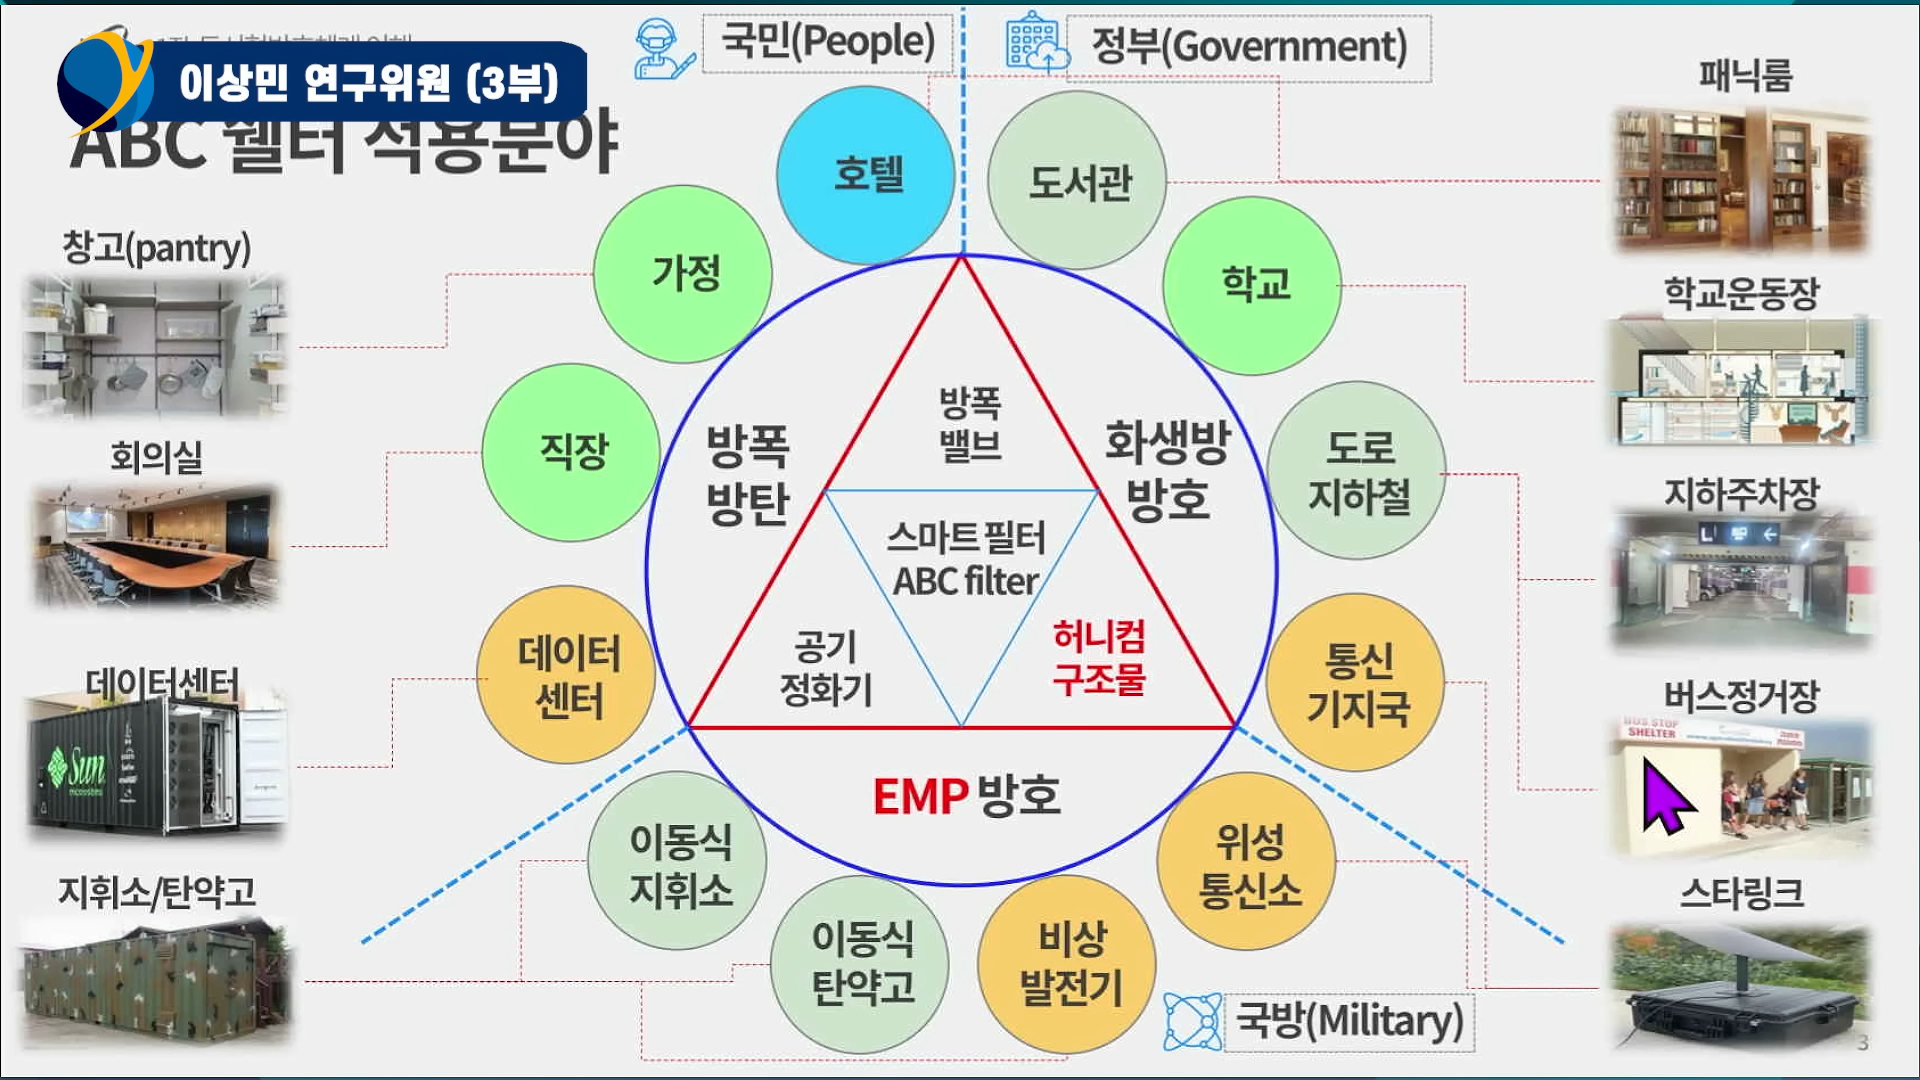 이상민 연구위원 (3부)
ABC 쉘터 적용분야
국민(People)
정부(Government)
창고(pantry)
회의실
데이터센터
Sun
지휘소/탄약고
호텔
가정
직장
데이터
센터
이동식
지휘소
이동식
탄약고
비상
발전기
위성
통신소
통신
기지국
도로
지하철
학교
도서관
방폭
방탄
화생방
방호
EMP 방호
방폭
밸브
스마트 필터
ABC filter
공기
정화기
허니컴
구조물
국방(Military)
패닉룸
학교운동장
지하주차장
버스정거장
BUS STOP
SHELTER
스타링크
3